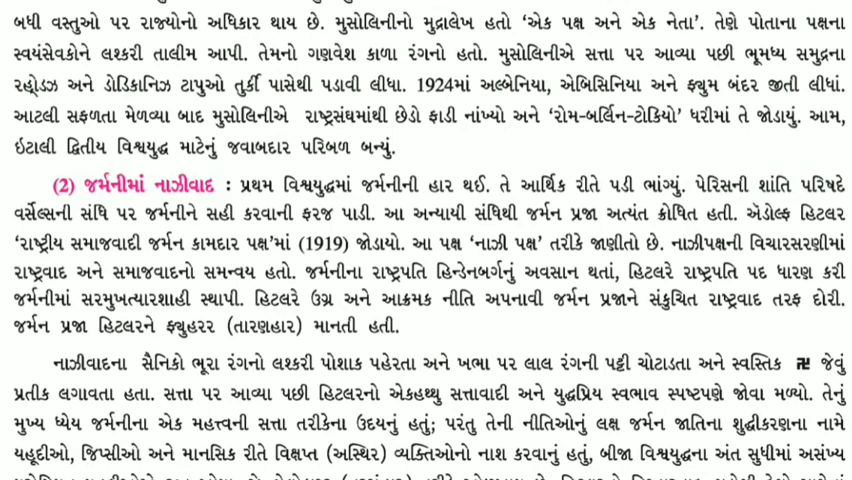 બધી વસ્તુઓ પર રાજ્યોનો અધિકાર થાય છે. મુસોલિનીનો મુદ્રાલેખ હતો ‘એક પક્ષ અને એક નેતા’. તેણે પોતાના પક્ષના
સ્વયંસેવકોને લશ્કરી તાલીમ આપી. તેમનો ગણવેશ કાળા રંગનો હતો. મુસોલિનીએ સત્તા પર આવ્યા પછી ભૂમધ્ય સમુદ્રના
રહોડ્ઝ અને ડોડિકાનિઝ ટાપુઓ તુર્કી પાસેથી પડાવી લીધા. 1924માં અલ્બેનિયા, એબિસિનિયા અને ફ્યુમ બંદર જીતી લીધાં.
આટલી સફળતા મેળવ્યા બાદ મુસોલિનીએ રાષ્ટ્રસંઘમાંથી છેડો ફાડી નાંખ્યો અને ‘રોમ-બર્લિન-ટોકિયો’ ધરીમાં તે જોડાયું. આમ,
ઇટાલી દ્વિતીય વિશ્વયુદ્ધ માટેનું જવાબદાર પરિબળ બન્યું.
(2) જર્મનીમાં નાઝીવાદ : પ્રથમ વિશ્વયુદ્ધમાં જર્મનીની હાર થઈ. તે આર્થિક રીતે પડી ભાંગ્યું. પેરિસની શાંતિ પરિષદે
વર્સેલ્સની સંધિ પર જર્મનીને સહી કરવાની ફરજ પાડી. આ અન્યાયી સંધિથી જર્મન પ્રજા અત્યંત ક્રોધિત હતી. ઍડોલ્ફ હિટલર
‘રાષ્ટ્રીય સમાજવાદી જર્મન કામદાર પક્ષ’માં (1919) જોડાયો. આ પક્ષ ‘નાઝી પક્ષ’ તરીકે જાણીતો છે. નાઝીપક્ષની વિચારસરણીમાં
રાષ્ટ્રવાદ અને સમાજવાદનો સમન્વય હતો. જર્મનીના રાષ્ટ્રપતિ હિન્ડેનબર્ગનું અવસાન થતાં, હિટલરે રાષ્ટ્રપતિ પદ ધારણ કરી
જર્મનીમાં સરમુખત્યારશાહી સ્થાપી. હિટલરે ઉગ્ર અને આક્રમક નીતિ અપનાવી જર્મન પ્રજાને સંકુચિત રાષ્ટ્રવાદ તરફ દોરી.
જર્મન પ્રજા હિટલરને ફ્યુહરર (તારણહાર) માનતી હતી.
નાઝીવાદના સૈનિકો ભૂરા રંગનો લશ્કરી પોશાક પહેરતા અને ખભા પર લાલ રંગની પટ્ટી ચોટાડતા અને સ્વસ્તિક 卐 જેવું
પ્રતીક લગાવતા હતા. સત્તા પર આવ્યા પછી હિટલરનો એકહથ્થુ સત્તાવાદી અને યુદ્ધપ્રિય સ્વભાવ સ્પષ્ટપણે જોવા મળ્યો. તેનું
મુખ્ય ધ્યેય જર્મનીના એક મહત્ત્વની સત્તા તરીકેના ઉદયનું હતું; પરંતુ તેની નીતિઓનું લક્ષ જર્મન જાતિના શુદ્ધીકરણના નામે
યહૂદીઓ, જિપ્સીઓ અને માનસિક રીતે વિક્ષપ્ત (અસ્થિર) વ્યક્તિઓનો નાશ કરવાનું હતું, બીજા વિશ્વયુદ્ધના અંત સુધીમાં અસંખ્ય